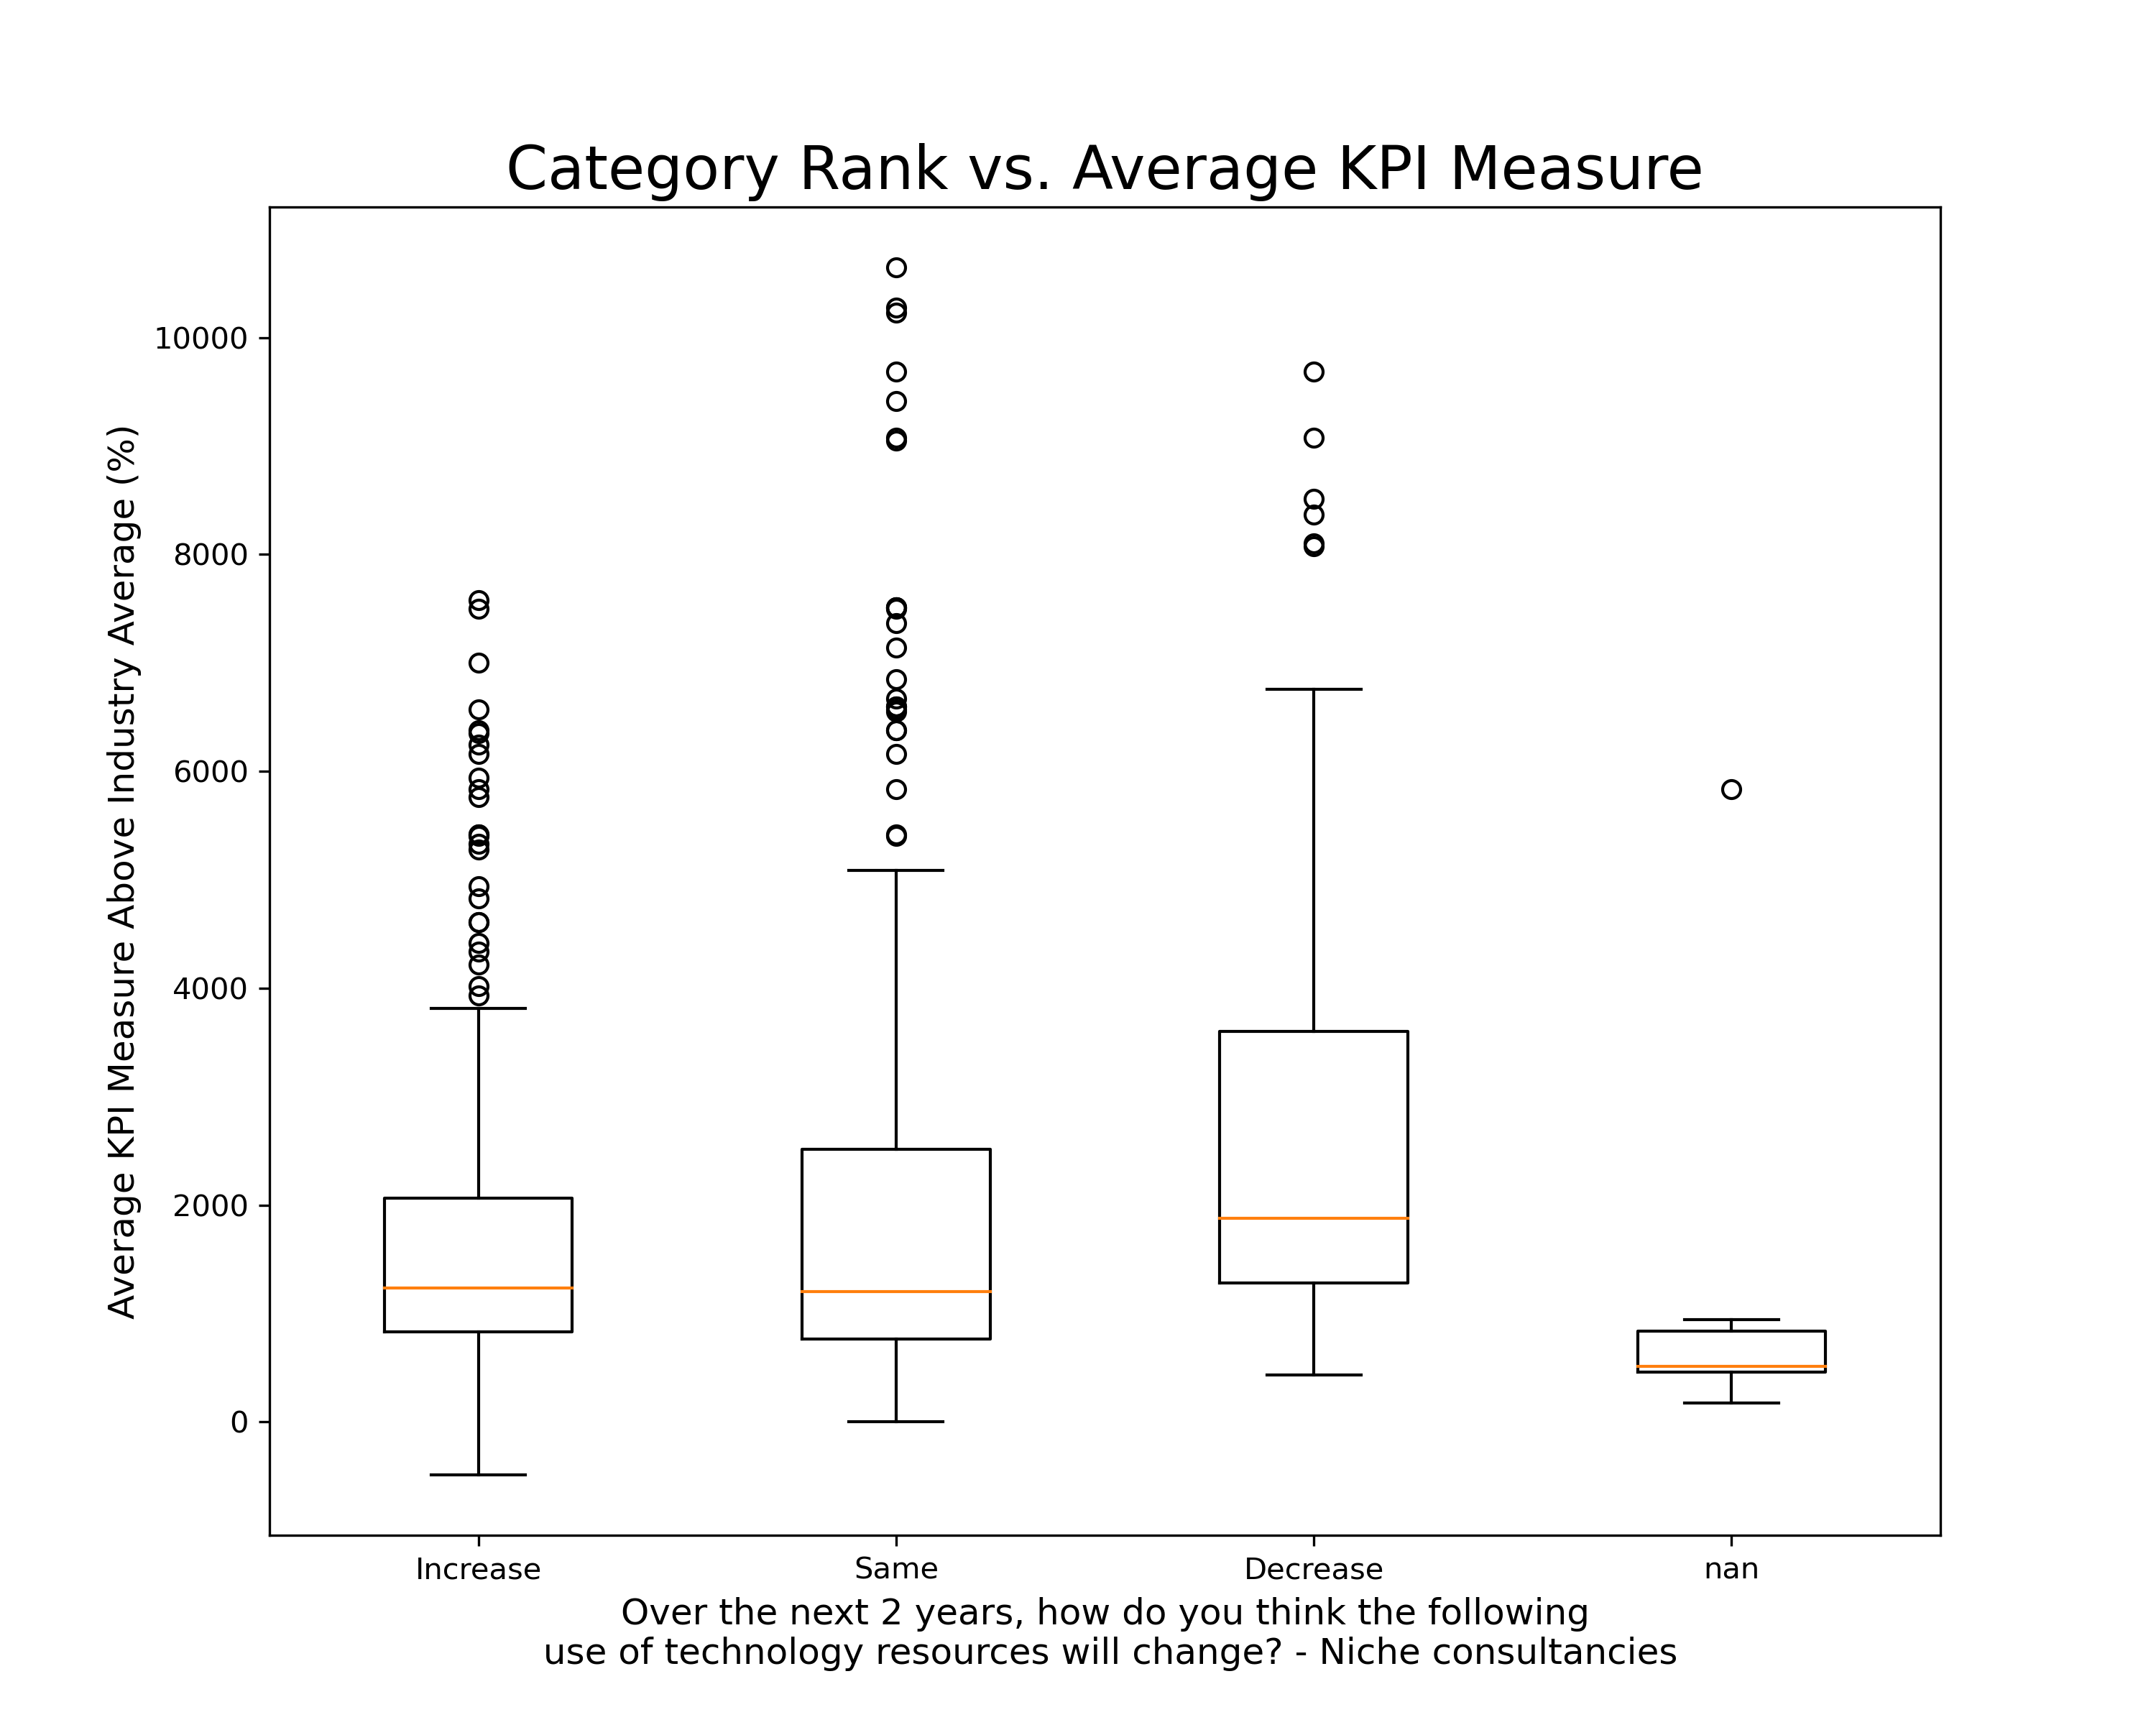 Category Rank vs. Average KPI Measure
Average KPI Measure Above Industry Average (%)
10000
8000
6000
4000
2000
0
Increase
Same
Decrease
nan
Over the next 2 years, how do you think the following
use of technology resources will change? - Niche consultancies